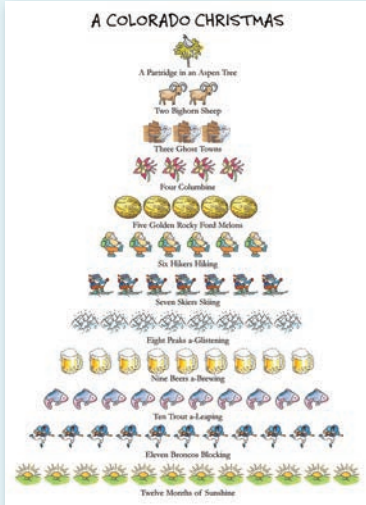 A COLORADO CHRISTMAS
A Partridge in an Aspen Tree
Two Bighorn Sheep
Three Ghost Towns
Four Columbine
Five Golden Rocky Ford Melons
Six Hikers Hiking
Seven Skiers Skiing
Eight Peaks a-Glistening
Nine Beers a-Brewing
Ten Trout a-Leaping
Eleven Broncos Blocking
Twelve Months of Sunshine